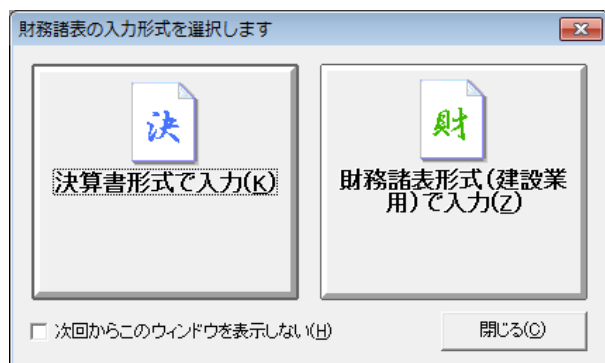 財務諸表の入力形式を選択します
決
決算書形式で入力(K)
財
財務諸表形式(建設業
用)で入力(Z)
次回からこのウィンドウを表示しない(H)
閉じる(C)